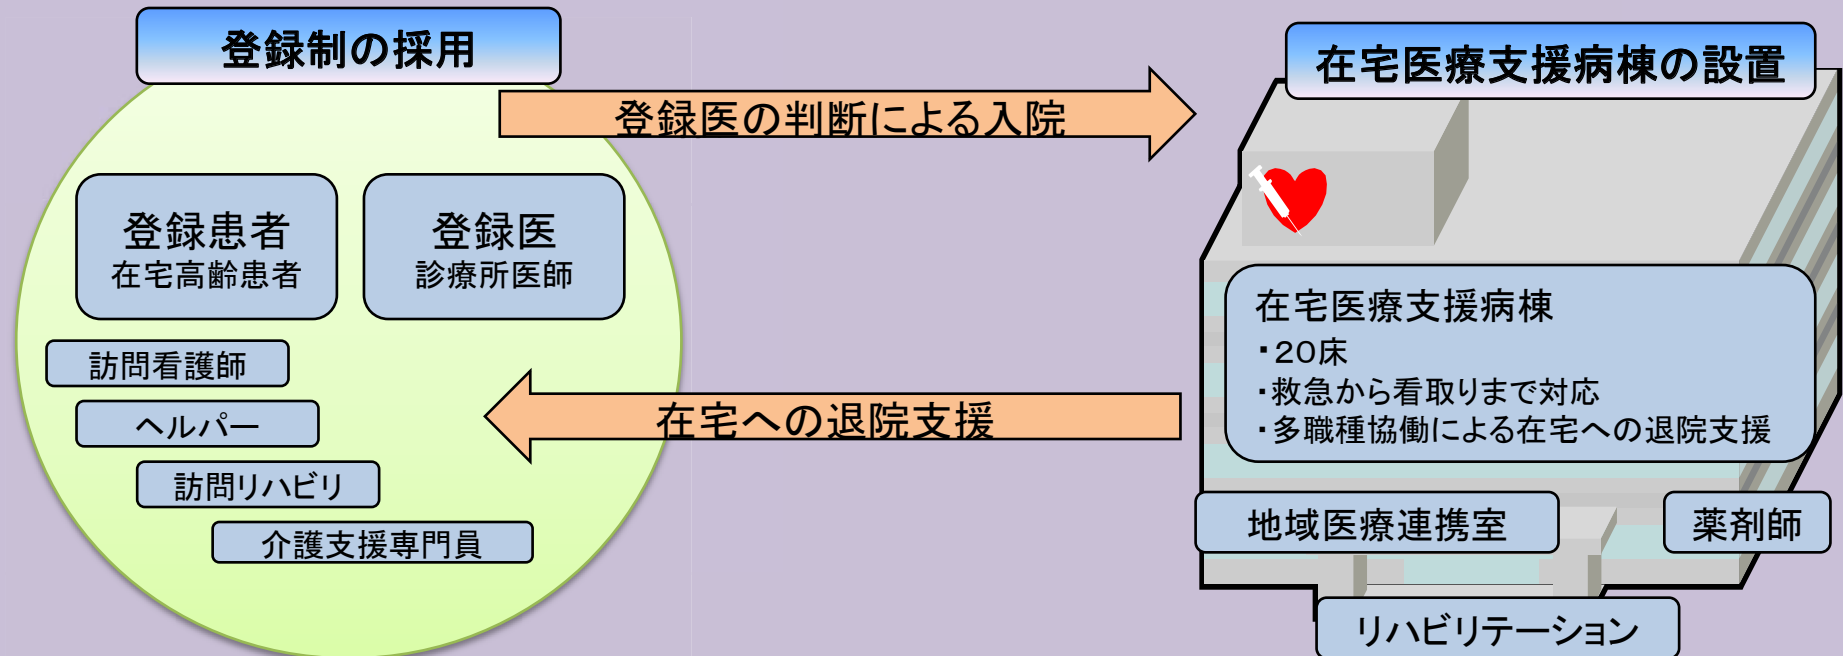 登録制の採用
在宅医療支援病棟の設置
登録医の判断による入院
登録患者
在宅高齢患者
登録医
診療所医師
訪問看護師
ヘルパー
訪問リハビリ
介護支援専門員
在宅への退院支援
在宅医療支援病棟
・20床
・救急から看取りまで対応
・多職種協働による在宅への退院支援
地域医療連携室
薬剤師
リハビリテーション